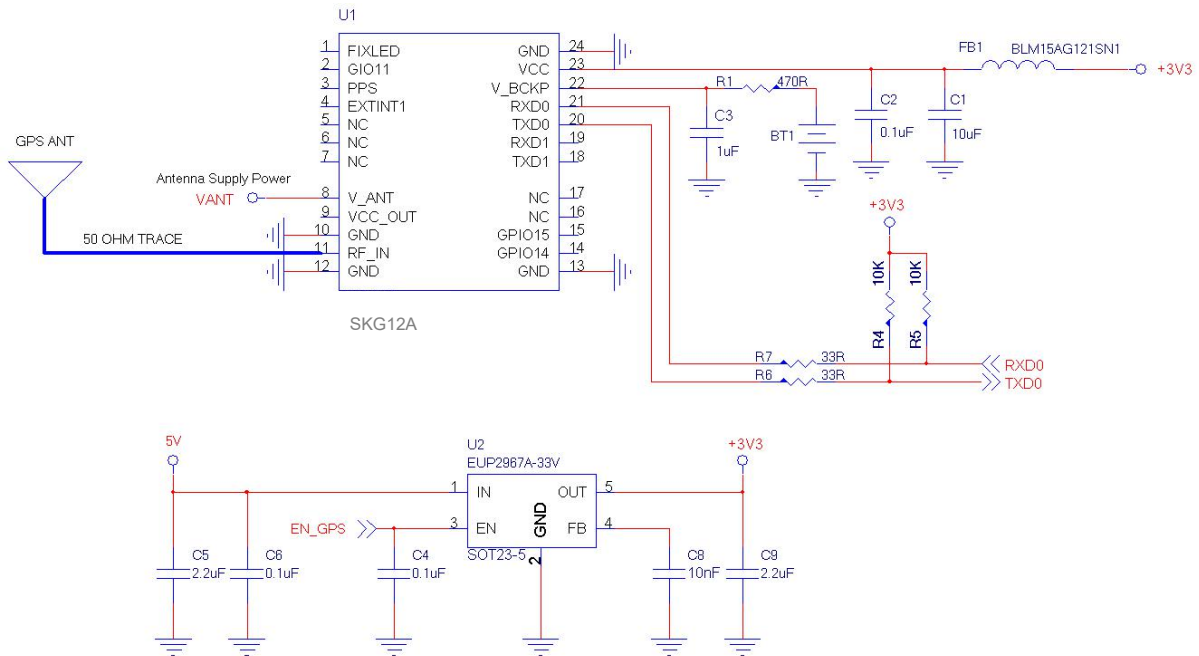 U1
1 FIXLED GND 24
2 GIO11 VCC 23
3 PPS V_BCKP 22
4 EXTINT1 RXD0 21
5 NC TXD0 20
6 NC RXD1 19
7 NC TXD1 18
8 V_ANT NC 17
9 VCC_OUT NC 16
10 GND GPIO15 15
11 RF_IN GPIO14 14
12 GND GND 13
SKG12A
GPS ANT
Antenna Supply Power
VANT
50 OHM TRACE
FB1 BLM15AG121SN1
+3V3
R1 470R
C3
1uF
BT1
C2
0.1uF
C1
10uF
+3V3
10K 10K
R4 R5
R7 33R
RXD0
R6 33R
TXD0
5V
U2
EUP2967A-33V
+3V3
1 IN OUT 5
EN_GPS
3 EN FB 4
GND
2
SOT23-5
C5
2.2uF
C6
0.1uF
C4
0.1uF
C8
10nF
C9
2.2uF